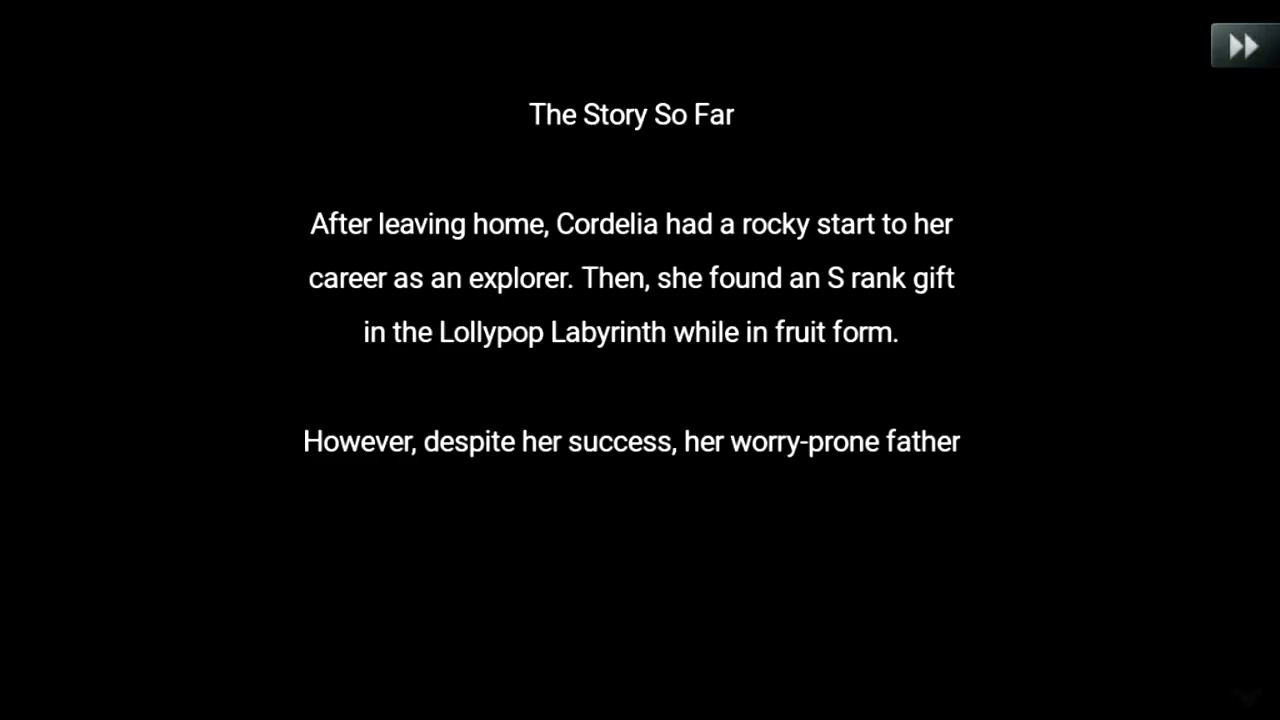 The Story So Far
After leaving home, Cordelia had a rocky start to her
career as an explorer. Then, she found an S rank gift
in the Lollypop Labyrinth while in fruit form.
However, despite her success, her worry-prone father